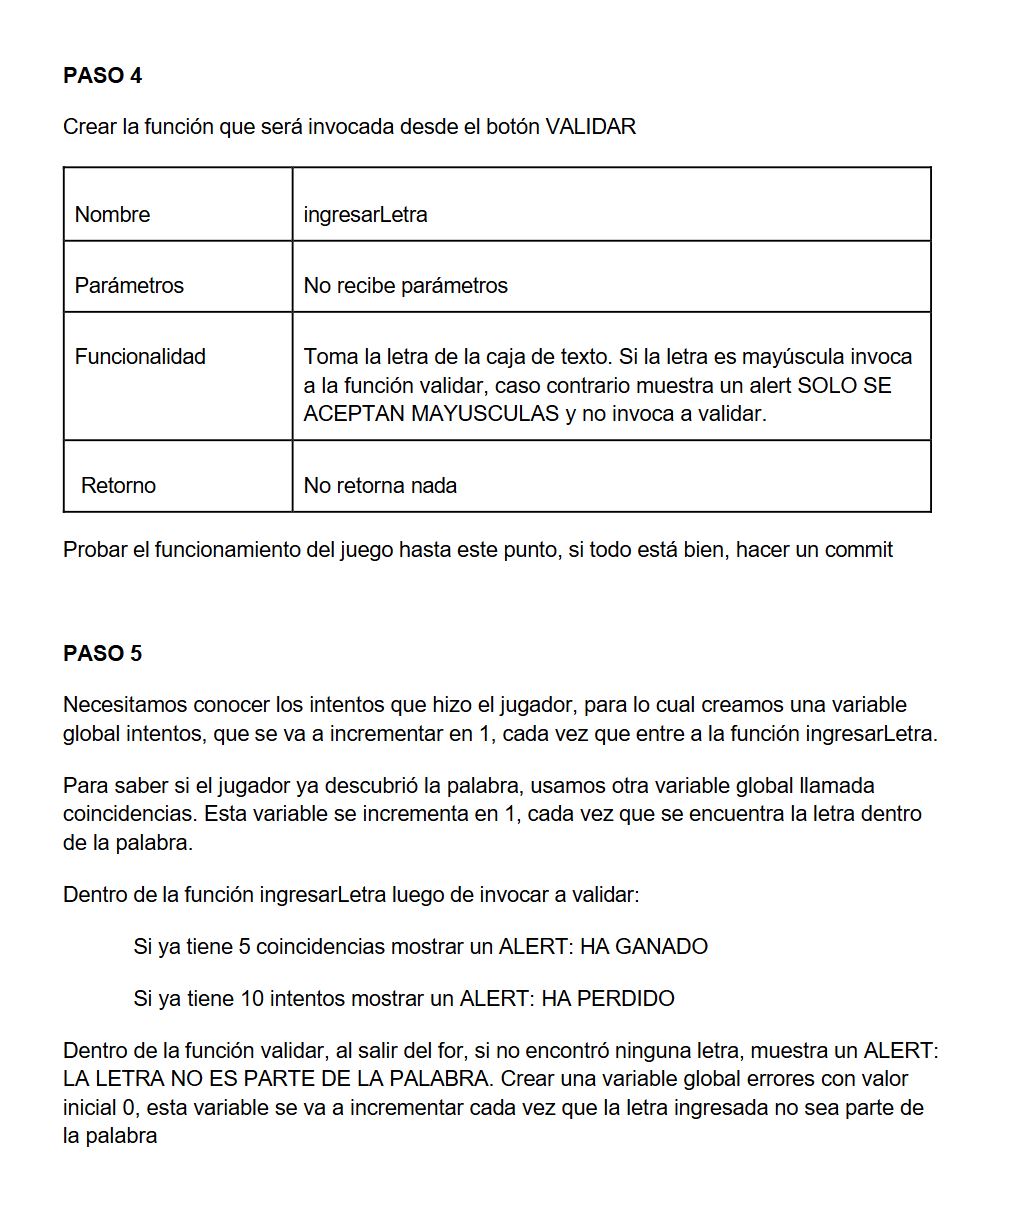 PASO 4
Crear la función que será invocada desde el botón VALIDAR
Nombre
ingresarLetra
Parámetros
No recibe parámetros
Funcionalidad
Toma la letra de la caja de texto. Si la letra es mayúscula invoca
a la función validar, caso contrario muestra un alert SOLO SE
ACEPTAN MAYUSCULAS y no invoca a validar.
Retorno
No retorna nada
Probar el funcionamiento del juego hasta este punto, si todo está bien, hacer un commit
PASO 5
Necesitamos conocer los intentos que hizo el jugador, para lo cual creamos una variable
global intentos, que se va a incrementar en 1, cada vez que entre a la función ingresarLetra.
Para saber si el jugador ya descubrió la palabra, usamos otra variable global llamada
coincidencias. Esta variable se incrementa en 1, cada vez que se encuentra la letra dentro
de la palabra.
Dentro de la función ingresarLetra luego de invocar a validar:
Si ya tiene 5 coincidencias mostrar un ALERT: HA GANADO
Si ya tiene 10 intentos mostrar un ALERT: HA PERDIDO
Dentro de la función validar, al salir del for, si no encontró ninguna letra, muestra un ALERT:
LA LETRA NO ES PARTE DE LA PALABRA. Crear una variable global errores con valor
inicial 0, esta variable se va a incrementar cada vez que la letra ingresada no sea parte de
la palabra